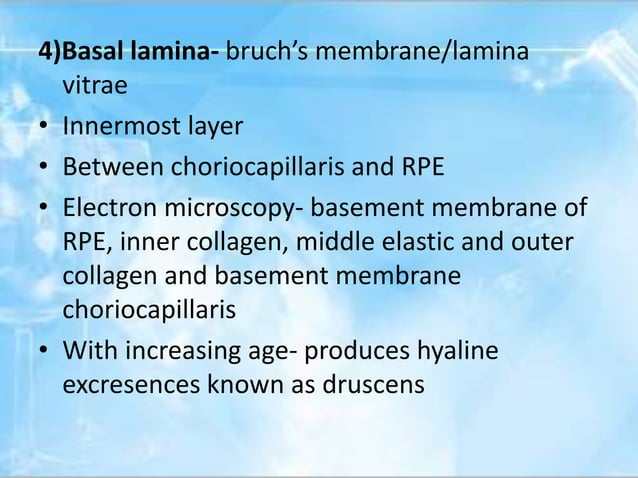 4)Basal lamina- bruch’s membrane/lamina
vitrae
• Innermost layer
• Between choriocapillaris and RPE
• Electron microscopy- basement membrane of
RPE, inner collagen, middle elastic and outer
collagen and basement membrane
choriocapillaris
• With increasing age- produces hyaline
excresences known as druscens